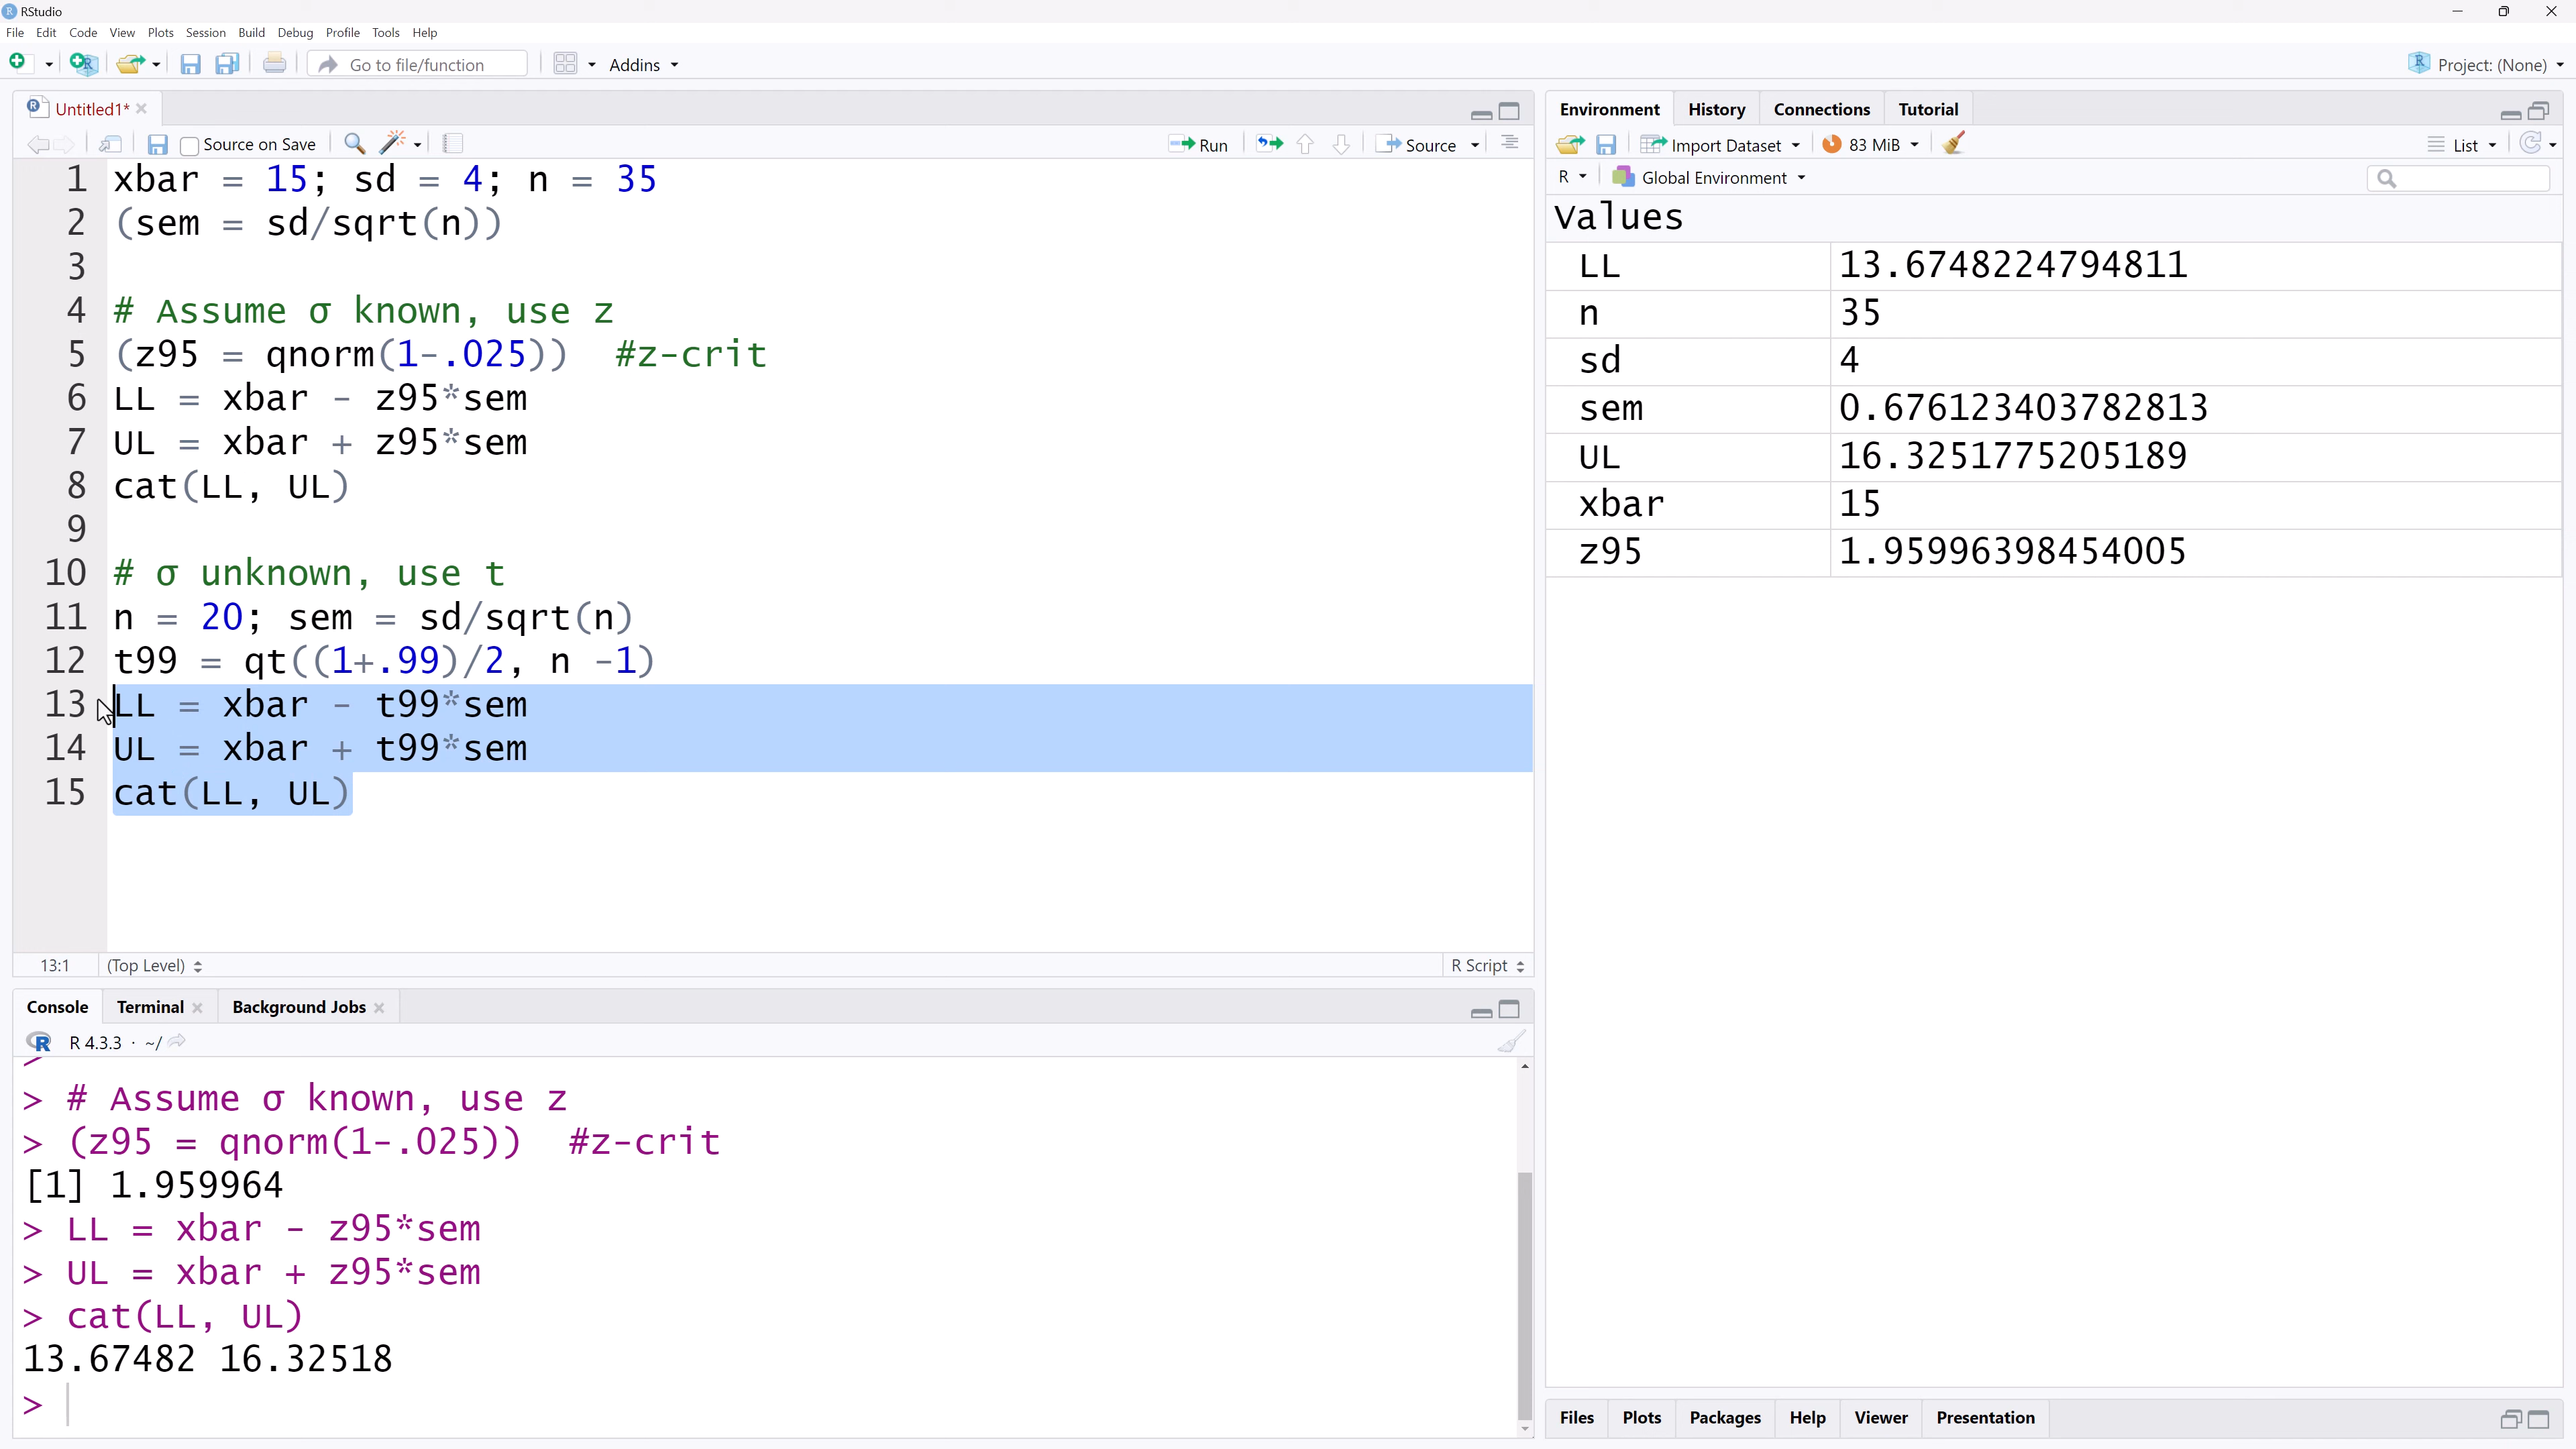 RStudio
File Edit Code View Plots Session Build Debug Profile Tools Help
Go to file/function Addins Project: (None)
Untitled1*
Source on Save Run Source
1 xbar = 15; sd = 4; n = 35
2 (sem = sd/sqrt(n))
3
4 # Assume σ known, use z
5 (z95 = qnorm(1-.025)) #z-crit
6 LL = xbar - z95*sem
7 UL = xbar + z95*sem
8 cat(LL, UL)
9
10 # σ unknown, use t
11 n = 20; sem = sd/sqrt(n)
12 t99 = qt((1+.99)/2, n -1)
13 LL = xbar - t99*sem
14 UL = xbar + t99*sem
15 cat(LL, UL)
13:1 (Top Level) R Script
Console Terminal Background Jobs
R 4.3.3 · ~/
> # Assume σ known, use z
> (z95 = qnorm(1-.025)) #z-crit
[1] 1.959964
> LL = xbar - z95*sem
> UL = xbar + z95*sem
> cat(LL, UL)
13.67482 16.32518
>
Environment History Connections Tutorial
Import Dataset 83 MiB List
R Global Environment
Values
LL 13.6748224794811
n 35
sd 4
sem 0.676123403782813
UL 16.3251775205189
xbar 15
z95 1.95996398454005
Files Plots Packages Help Viewer Presentation